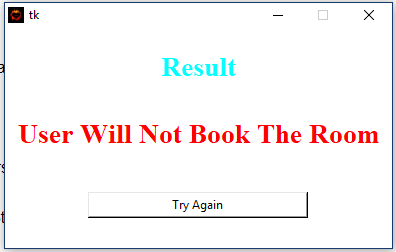 tk
Result
User Will Not Book The Room
Try Again